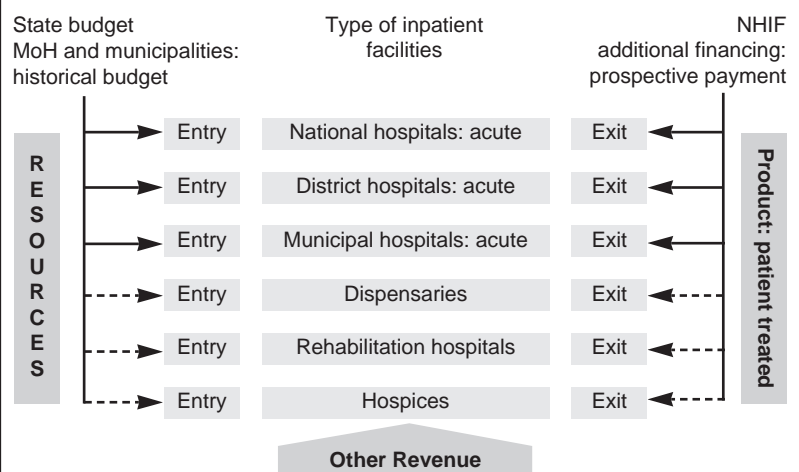 State budget
MoH and municipalities:
historical budget
Type of inpatient
facilities
NHIF
additional financing:
prospective payment
RESOURCES
Entry National hospitals: acute Exit
Entry District hospitals: acute Exit
Entry Municipal hospitals: acute Exit
Entry Dispensaries Exit
Entry Rehabilitation hospitals Exit
Entry Hospices Exit
Product: patient treated
Other Revenue